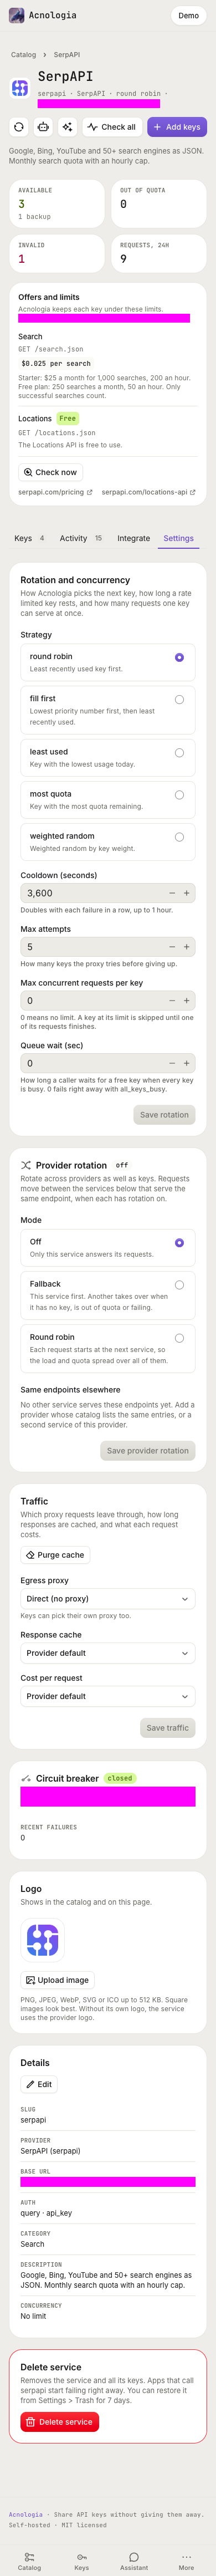 Acnologia
Demo
Catalog › SerpAPI
SerpAPI
serpapi · SerpAPI · round robin ·
Check all
Add keys
Google, Bing, YouTube and 50+ search engines as JSON.
Monthly search quota with an hourly cap.
AVAILABLE
3
1 backup
OUT OF QUOTA
0
INVALID
1
REQUESTS, 24H
9
Offers and limits
Acnologia keeps each key under these limits.
Search
GET /search.json
$0.025 per search
Starter: $25 a month for 1,000 searches, 200 an hour.
Free plan: 250 searches a month, 50 an hour. Only
successful searches count.
Locations Free
GET /locations.json
The Locations API is free to use.
Check now
serpapi.com/pricing
serpapi.com/locations-api
Keys 4
Activity 15
Integrate
Settings
Rotation and concurrency
How Acnologia picks the next key, how long a rate
limited key rests, and how many requests one key
can serve at once.
Strategy
round robin
Least recently used key first.
fill first
Lowest priority number first, then least
recently used.
least used
Key with the lowest usage today.
most quota
Key with the most quota remaining.
weighted random
Weighted random by key weight.
Cooldown (seconds)
3,600
Doubles with each failure in a row, up to 1 hour.
Max attempts
5
How many keys the proxy tries before giving up.
Max concurrent requests per key
0
0 means no limit. A key at its limit is skipped until one
of its requests finishes.
Queue wait (sec)
0
How long a caller waits for a free key when every key
is busy. 0 fails right away with all_keys_busy.
Save rotation
Provider rotation off
Rotate across providers as well as keys. Requests
move between the services below that serve the
same endpoint, when each has rotation on.
Mode
Off
Only this service answers its requests.
Fallback
This service first. Another takes over when
it has no key, is out of quota or failing.
Round robin
Each request starts at the next service, so
the load and quota spread over all of them.
Same endpoints elsewhere
No other service serves these endpoints yet. Add a
provider whose catalog lists the same entries, or a
second service of this provider.
Save provider rotation
Traffic
Which proxy requests leave through, how long
responses are cached, and what each request
costs.
Purge cache
Egress proxy
Direct (no proxy)
Keys can pick their own proxy too.
Response cache
Provider default
Cost per request
Provider default
Save traffic
Circuit breaker closed
RECENT FAILURES
0
Logo
Shows in the catalog and on this page.
Upload image
PNG, JPEG, WebP, SVG or ICO up to 512 KB. Square
images look best. Without its own logo, the service
uses the provider logo.
Details
Edit
SLUG
serpapi
PROVIDER
SerpAPI (serpapi)
BASE URL
AUTH
query · api_key
CATEGORY
Search
DESCRIPTION
Google, Bing, YouTube and 50+ search engines as
JSON. Monthly search quota with an hourly cap.
CONCURRENCY
No limit
Delete service
Removes the service and all its keys. Apps that call
serpapi start failing right away. You can restore it
from Settings > Trash for 7 days.
Delete service
Acnologia · Share API keys without giving them away.
Self-hosted · MIT licensed
Catalog
Keys
Assistant
More